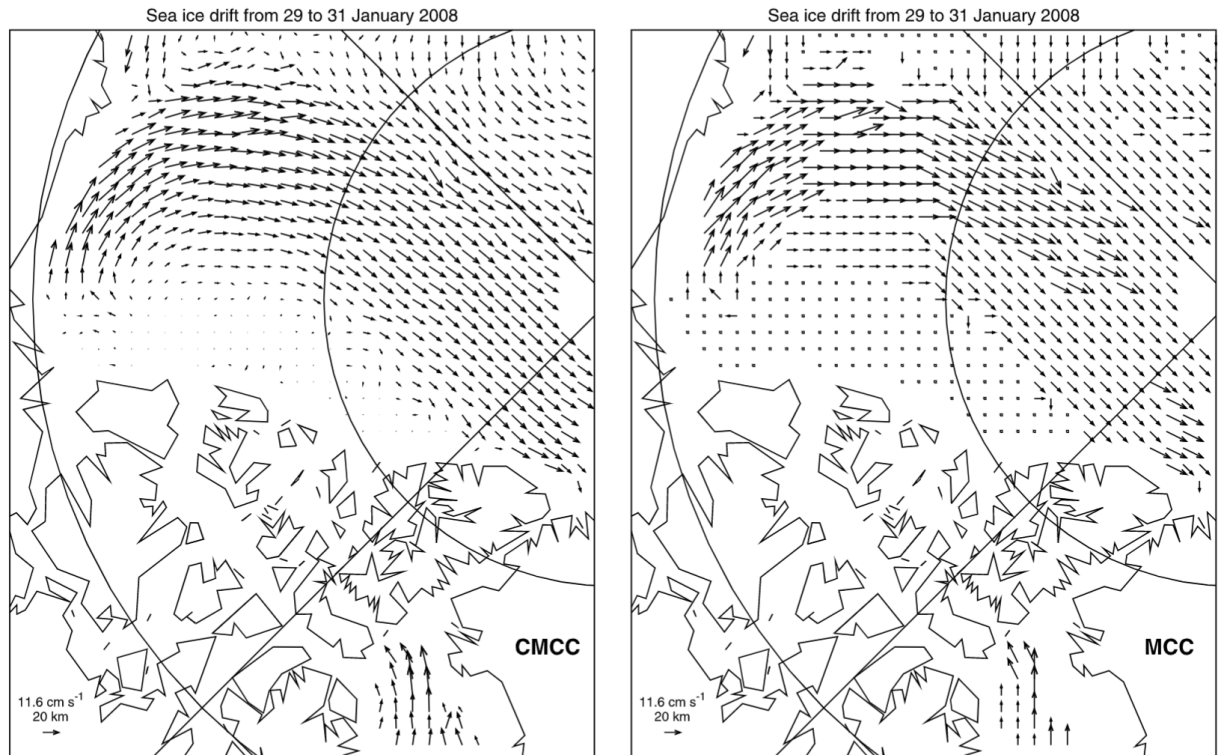 Sea ice drift from 29 to 31 January 2008
CMCC
11.6 cm s⁻¹
20 km
Sea ice drift from 29 to 31 January 2008
MCC
11.6 cm s⁻¹
20 km